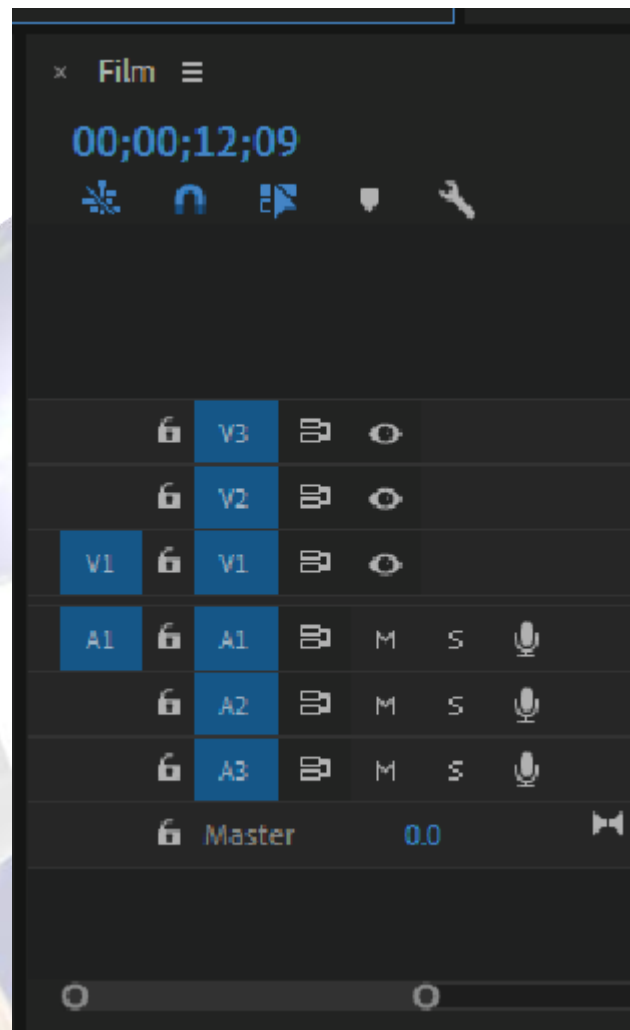 Film
00;00;12;09
V3
V2
V1 V1
A1 A1 M S
A2 M S
A3 M S
Master 0.0